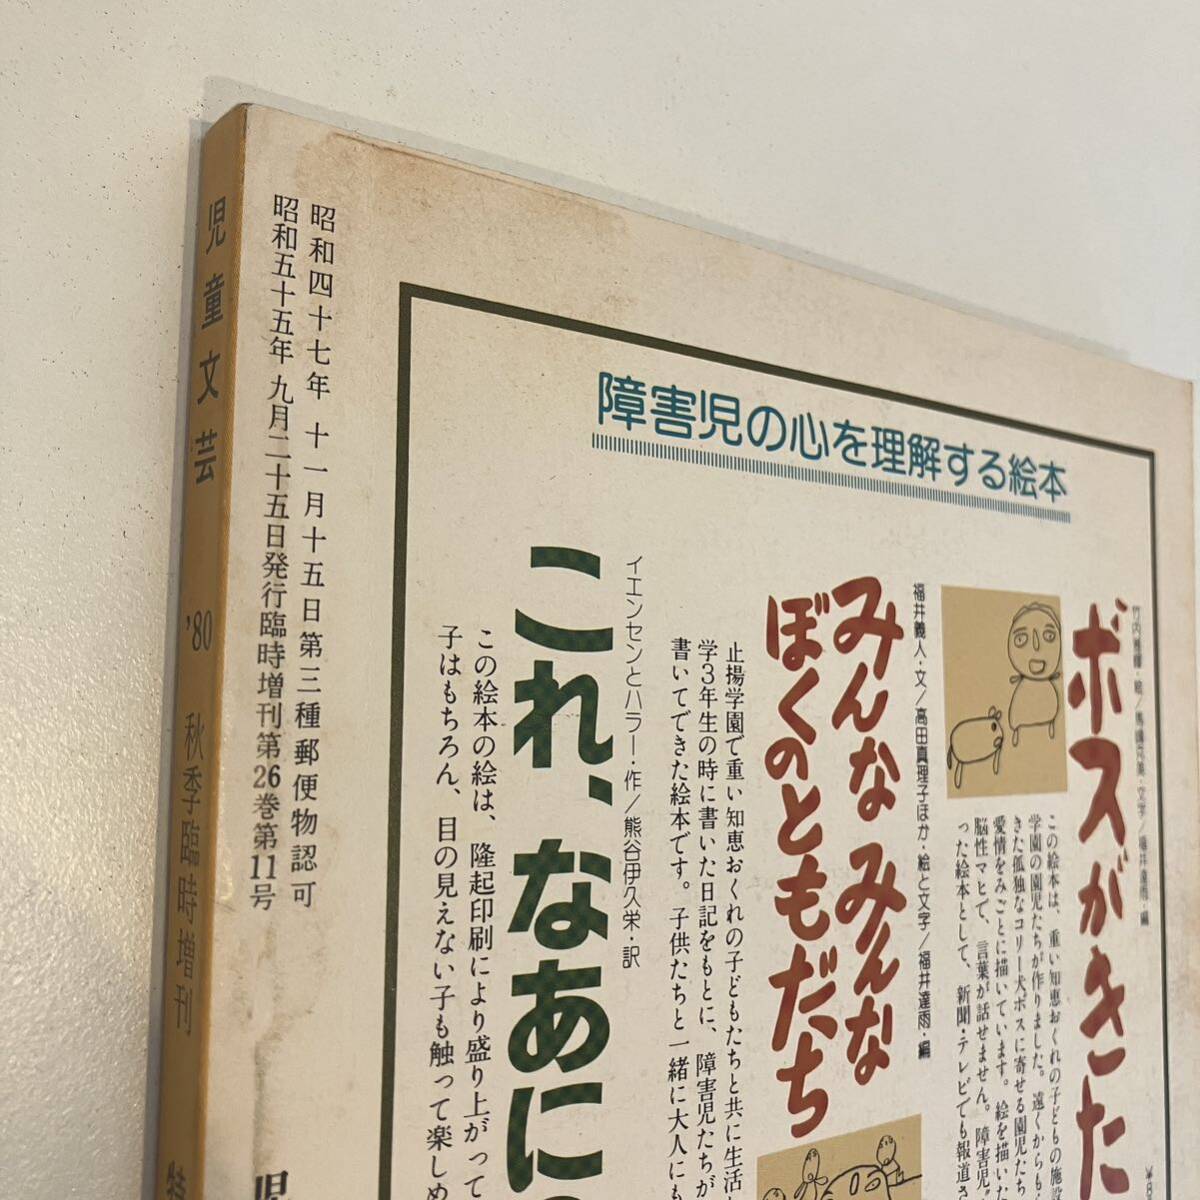 児童文芸 '80 秋季臨時増刊 特
昭和四十七年十一月十五日第三種郵便物認可
昭和五十五年九月二十五日発行臨時増刊第26巻第11号
児
障害児の心を理解する絵本
ボスがきた
この絵本は、重い知恵おくれの子どもの施設
学園の園児たちが作りました。遠くからも
きた孤独なコリー犬ボスに寄せる園児たち
愛情をみごとに描いています。絵を描いた
脳性マヒで、言葉が話せません。障害児
った絵本として、新聞・テレビでも報道さ
みんなみんな
ぼくのともだち
福井義人・文/高田真理子ほか・絵と文字/福井達雨・編
止揚学園で重い知恵おくれの子どもたちと共に生活
学3年生の時に書いた日記をもとに、障害児たちが
書いてできた絵本です。子供たちと一緒に大人にも
これ、なあに
イエンセンとハラー・作/熊谷伊久栄・訳
この絵本の絵は、隆起印刷により盛り上がって
子はもちろん、目の見えない子も触って楽しめ